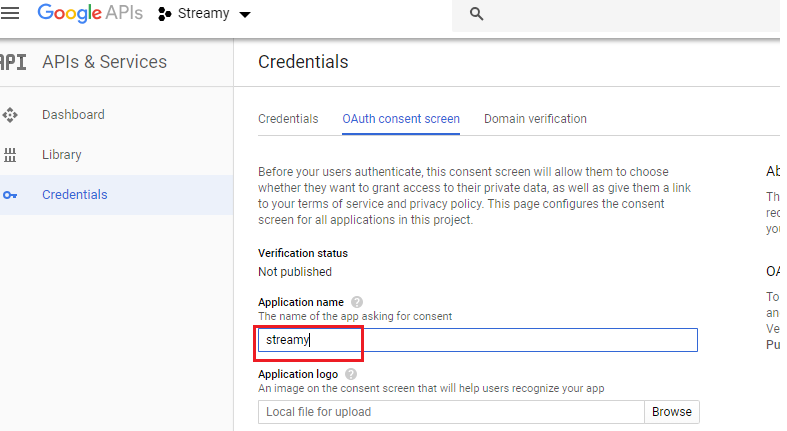 Google APIs Streamy
API APIs & Services Credentials
Dashboard
Library
Credentials
Credentials OAuth consent screen Domain verification
Before your users authenticate, this consent screen will allow them to choose
whether they want to grant access to their private data, as well as give them a link
to your terms of service and privacy policy. This page configures the consent
screen for all applications in this project.
Verification status
Not published
Application name ?
The name of the app asking for consent
streamy
Application logo ?
An image on the consent screen that will help users recognize your app
Local file for upload Browse
Ab
Th
rec
you
OA
To
an
Ve
Pu